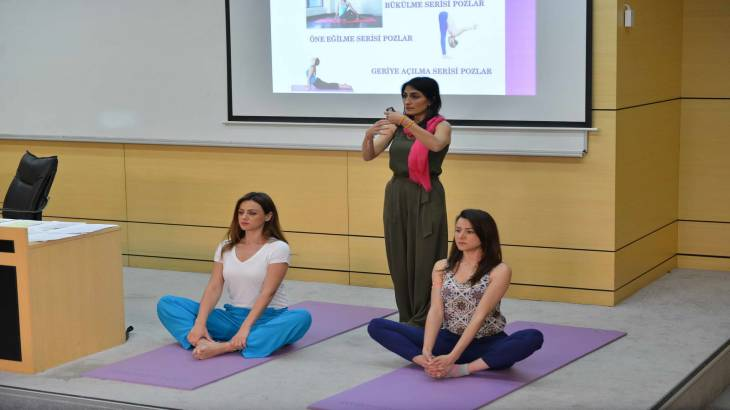 BÜKÜLME SERİSİ POZLAR
ÖNE EĞİLME SERİSİ POZLAR
GERİYE AÇILMA SERİSİ POZLAR